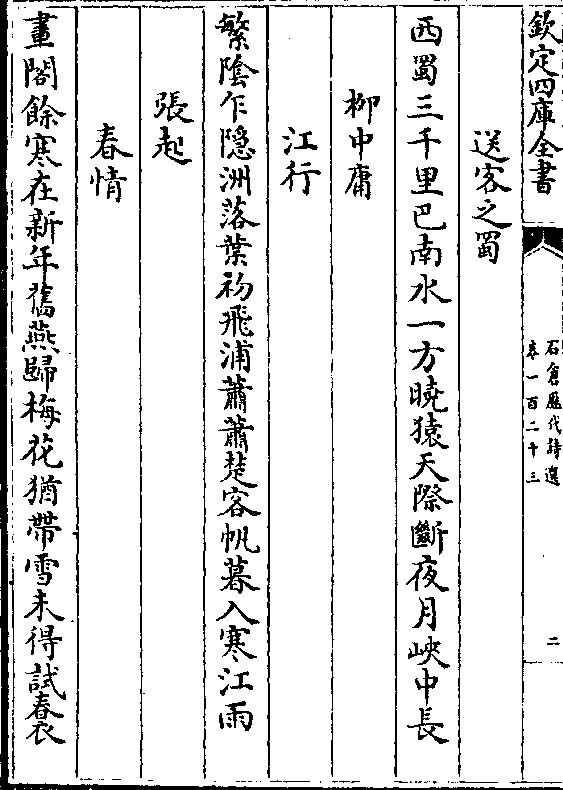 欽定四庫全書
石倉歷代詩選
卷一百二十三
二
送客之蜀
西蜀三千里巴南水一方曉猿天際斷夜月峽中長
柳中庸
江行
繁陰乍隠洲落葉初飛浦蕭蕭楚客帆暮入寒江雨
張起
春情
畫閣餘寒在新年舊燕歸梅花猶帶雪未得試春衣